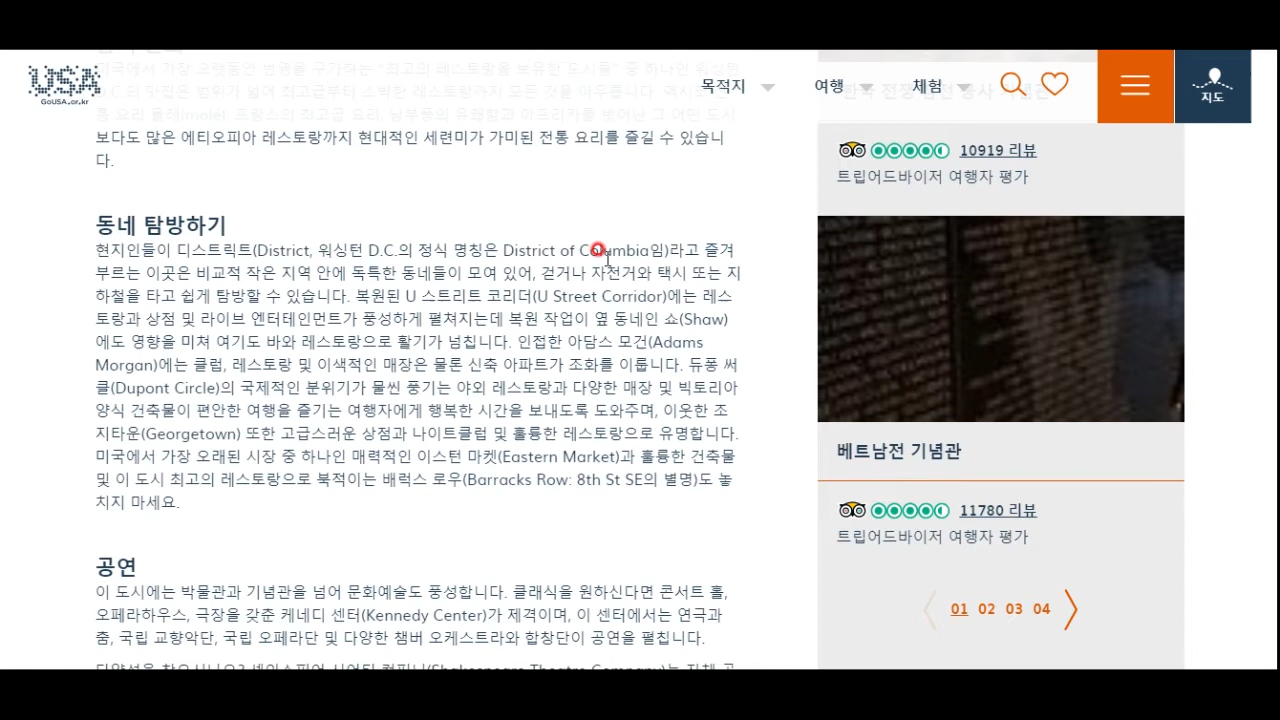 USA
GoUSA.or.kr
목적지
여행
체험
지도
보다도 많은 에티오피아 레스토랑까지 현대적인 세련미가 가미된 전통 요리를 즐길 수 있습니
다.
동네 탐방하기
현지인들이 디스트릭트(District, 워싱턴 D.C.의 정식 명칭은 District of Columbia임)라고 즐겨
부르는 이곳은 비교적 작은 지역 안에 독특한 동네들이 모여 있어, 걷거나 자전거와 택시 또는 지
하철을 타고 쉽게 탐방할 수 있습니다. 복원된 U 스트리트 코리더(U Street Corridor)에는 레스
토랑과 상점 및 라이브 엔터테인먼트가 풍성하게 펼쳐지는데 복원 작업이 옆 동네인 쇼(Shaw)
에도 영향을 미쳐 여기도 바와 레스토랑으로 활기가 넘칩니다. 인접한 아담스 모건(Adams
Morgan)에는 클럽, 레스토랑 및 이색적인 매장은 물론 신축 아파트가 조화를 이룹니다. 듀퐁 써
클(Dupont Circle)의 국제적인 분위기가 물씬 풍기는 야외 레스토랑과 다양한 매장 및 빅토리아
양식 건축물이 편안한 여행을 즐기는 여행자에게 행복한 시간을 보내도록 도와주며, 이웃한 조
지타운(Georgetown) 또한 고급스러운 상점과 나이트클럽 및 훌륭한 레스토랑으로 유명합니다.
미국에서 가장 오래된 시장 중 하나인 매력적인 이스턴 마켓(Eastern Market)과 훌륭한 건축물
및 이 도시 최고의 레스토랑으로 북적이는 배럭스 로우(Barracks Row: 8th St SE의 별명)도 놓
치지 마세요.
공연
이 도시에는 박물관과 기념관을 넘어 문화예술도 풍성합니다. 클래식을 원하신다면 콘서트 홀,
오페라하우스, 극장을 갖춘 케네디 센터(Kennedy Center)가 제격이며, 이 센터에서는 연극과
춤, 국립 교향악단, 국립 오페라단 및 다양한 챔버 오케스트라와 합창단이 공연을 펼칩니다.
10919 리뷰
트립어드바이저 여행자 평가
베트남전 기념관
11780 리뷰
트립어드바이저 여행자 평가
01 02 03 04